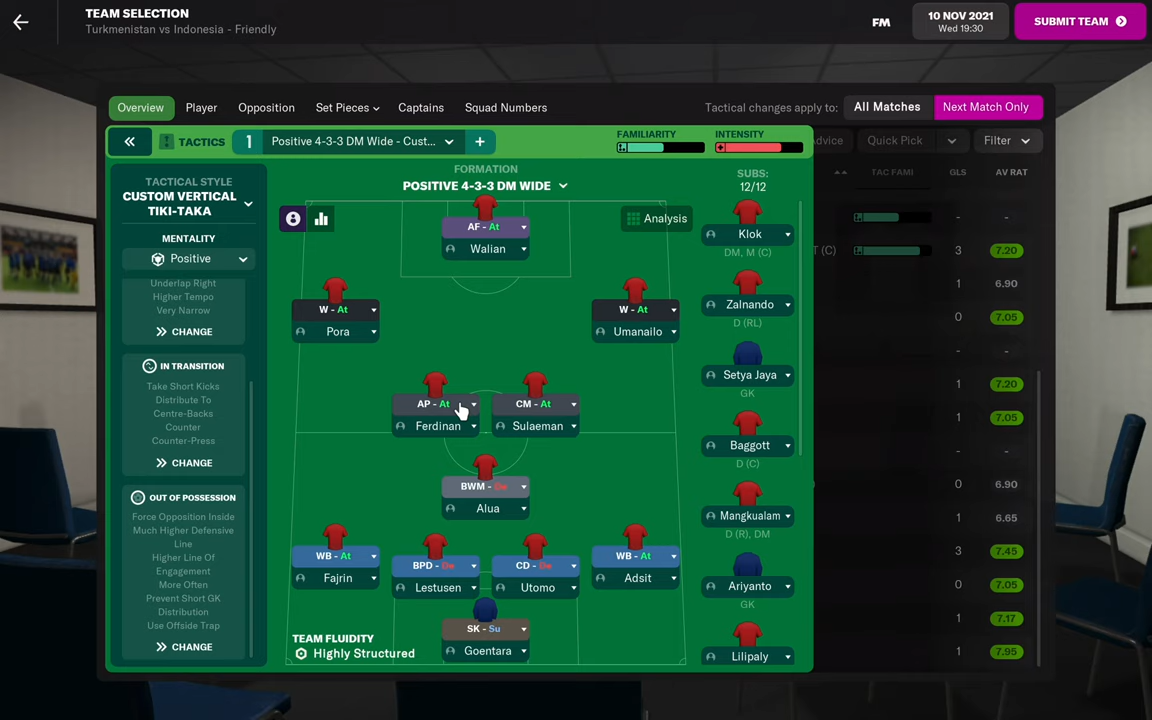 TEAM SELECTION
Turkmenistan vs Indonesia - Friendly
FM
10 NOV 2021
Wed 19:30
SUBMIT TEAM
Overview Player Opposition Set Pieces Captains Squad Numbers
Tactical changes apply to: All Matches Next Match Only
TACTICS 1 Positive 4-3-3 DM Wide - Cust... +
FAMILIARITY INTENSITY
Quick Pick Filter
TACTICAL STYLE
CUSTOM VERTICAL
TIKI-TAKA
MENTALITY
Positive
Underlap Right
Higher Tempo
Very Narrow
CHANGE
IN TRANSITION
Take Short Kicks
Distribute To
Centre-Backs
Counter
Counter-Press
CHANGE
OUT OF POSSESSION
Force Opposition Inside
Much Higher Defensive
Line
Higher Line Of
Engagement
More Often
Prevent Short GK
Distribution
Use Offside Trap
CHANGE
FORMATION
POSITIVE 4-3-3 DM WIDE
Analysis
AF - At
Walian
W - At
Pora
W - At
Umanailo
AP - At
Ferdinan
CM - At
Sulaeman
BWM - De
Alua
WB - At
Fajrin
BPD - De
Lestusen
CD - De
Utomo
WB - At
Adsit
SK - Su
Goentara
TEAM FLUIDITY
Highly Structured
SUBS:
12/12
Klok
DM, M (C)
Zalnando
D (RL)
Setya Jaya
GK
Baggott
D (C)
Mangkualam
D (R), DM
Ariyanto
GK
Lilipaly
TAC FAMI GLS AV RAT
- -
(C) 3 7.20
1 6.90
0 7.05
- -
1 7.20
1 7.05
- -
0 6.90
1 6.65
3 7.45
0 7.05
1 7.17
1 7.95